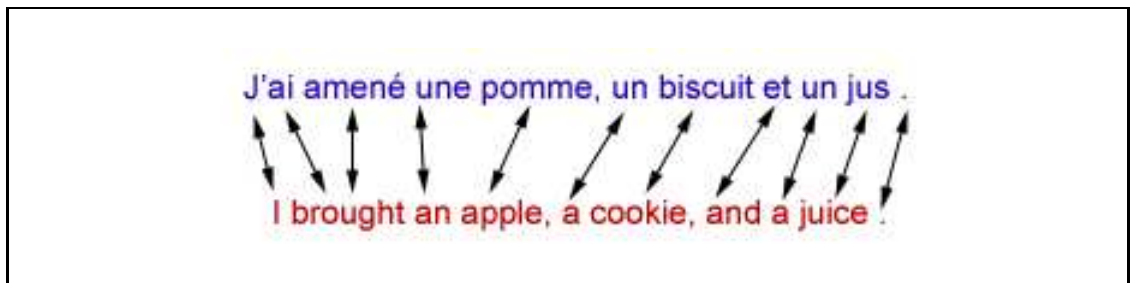 J'ai amené une pomme, un biscuit et un jus .
I brought an apple, a cookie, and a juice .